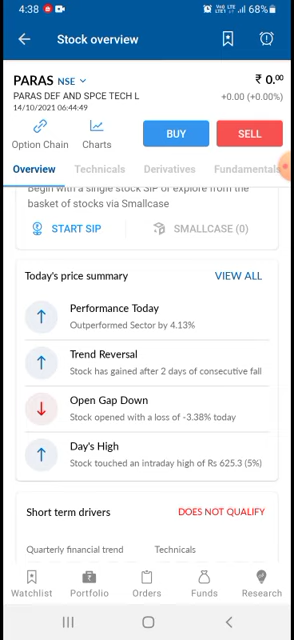 4:38 68%
Stock overview
PARAS NSE ₹ 0.00
PARAS DEF AND SPCE TECH L +0.00 (+0.00%)
14/10/2021 06:44:49
Option Chain Charts BUY SELL
Overview Technicals Derivatives Fundamentals
Begin with a single stock SIP or explore from the
basket of stocks via Smallcase
START SIP SMALLCASE (0)
Today's price summary VIEW ALL
Performance Today
Outperformed Sector by 4.13%
Trend Reversal
Stock has gained after 2 days of consecutive fall
Open Gap Down
Stock opened with a loss of -3.38% today
Day's High
Stock touched an intraday high of Rs 625.3 (5%)
Short term drivers DOES NOT QUALIFY
Quarterly financial trend Technicals
Watchlist Portfolio Orders Funds Research